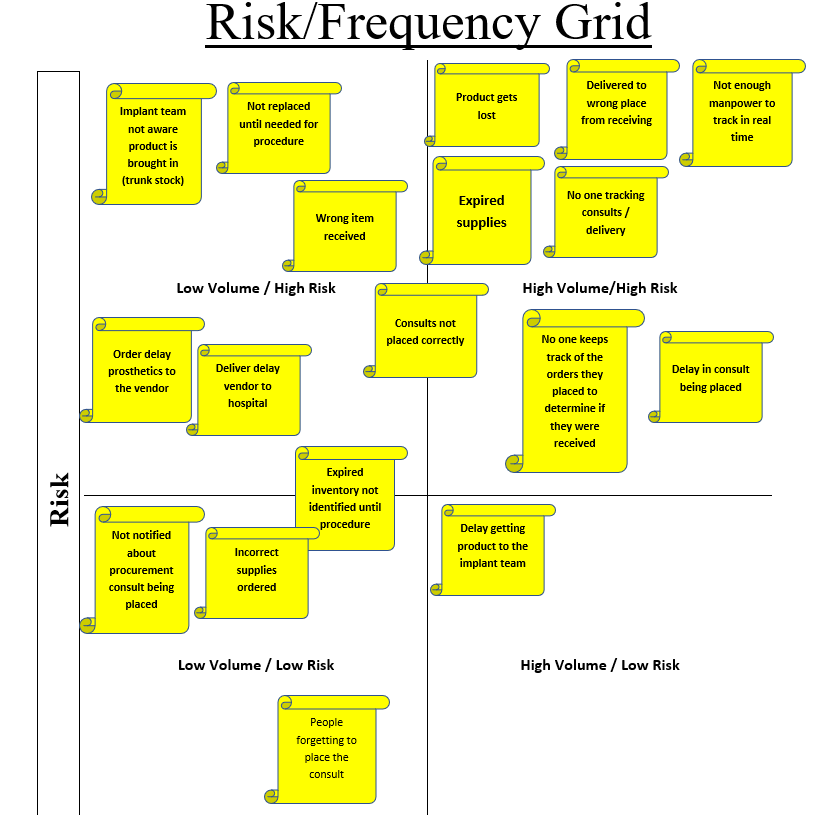 Risk/Frequency Grid
Implant team
not aware
product is
brought in
(trunk stock)
Not replaced
until needed for
procedure
Product gets
lost
Delivered to
wrong place
from receiving
Not enough
manpower to
track in real
time
Wrong item
received
Expired
supplies
No one tracking
consults /
delivery
Low Volume / High Risk
High Volume/High Risk
Order delay
prosthetics to
the vendor
Deliver delay
vendor to
hospital
Consults not
placed correctly
No one keeps
track of the
orders they
placed to
determine if
they were
received
Delay in consult
being placed
Risk
Expired
inventory not
identified until
procedure
Not notified
about
procurement
consult being
placed
Incorrect
supplies
ordered
Delay getting
product to the
implant team
Low Volume / Low Risk
High Volume / Low Risk
People
forgetting to
place the
consult